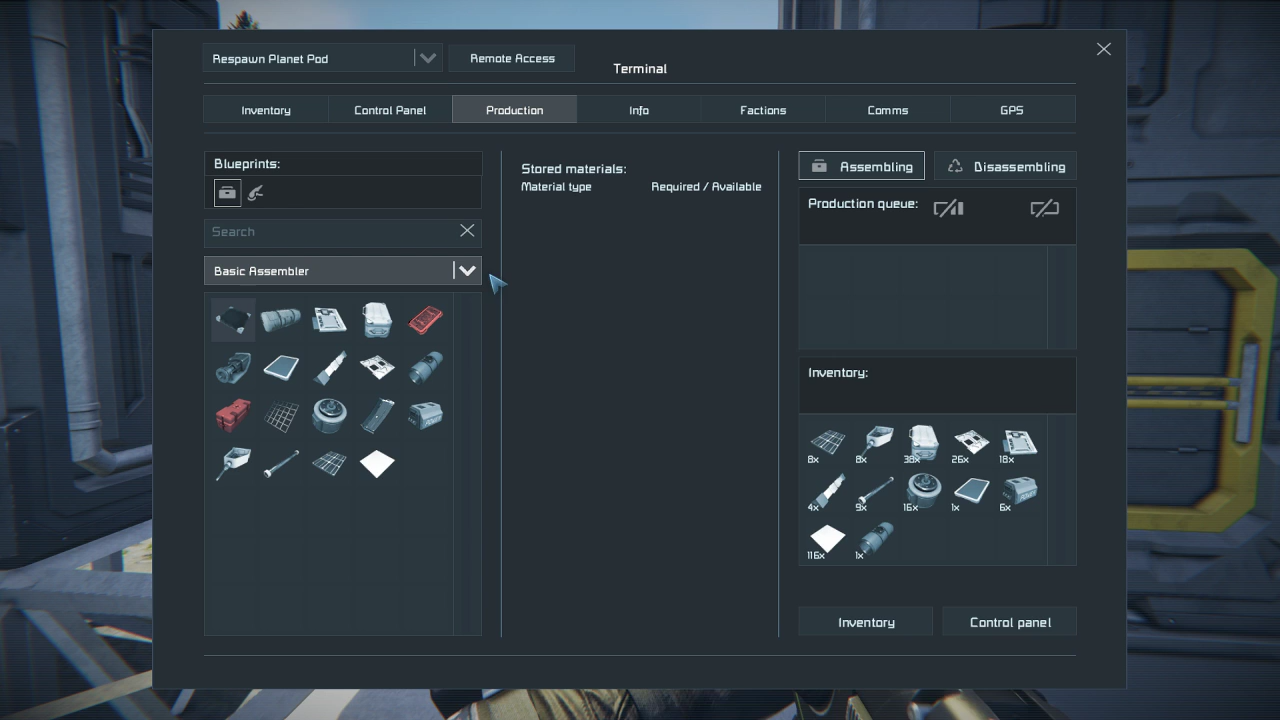 Respawn Planet Pod
Remote Access
Terminal
Inventory
Control Panel
Production
Info
Factions
Comms
GPS
Blueprints:
Search
Basic Assembler
Stored materials:
Material type
Required / Available
Assembling
Disassembling
Production queue:
Inventory:
8x
8x
38x
26x
18x
4x
9x
16x
1x
6x
116x
1x
Inventory
Control panel